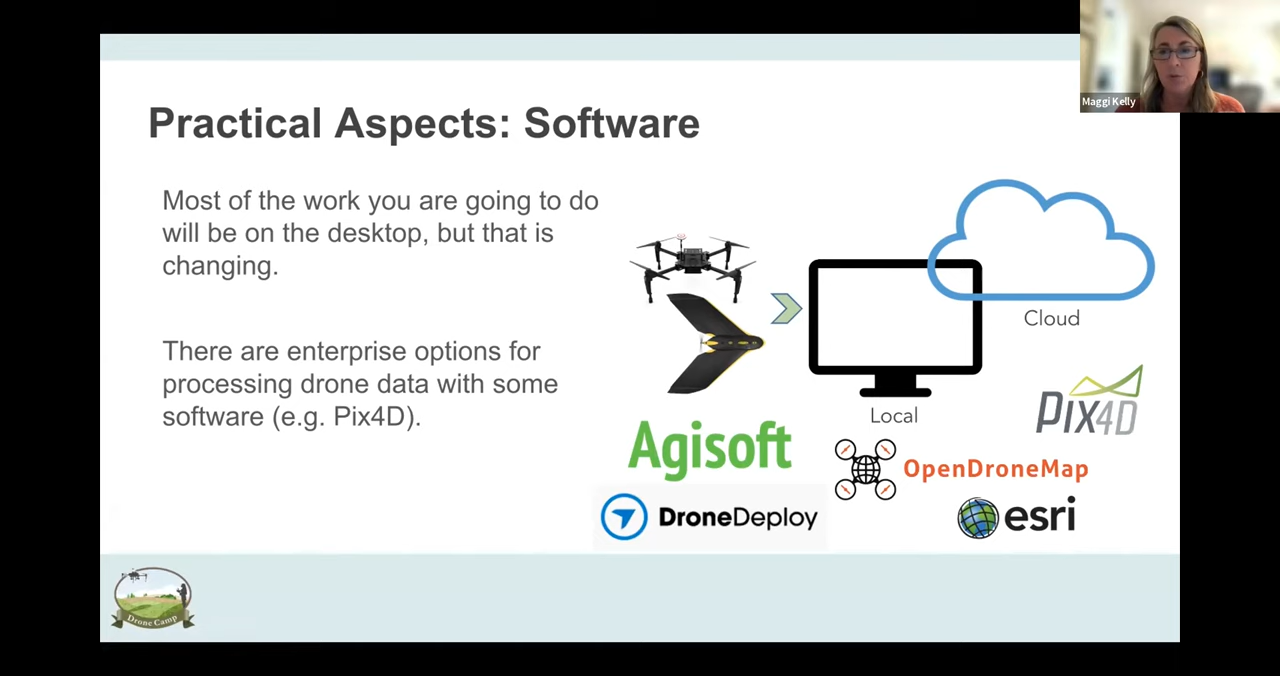 Maggi Kelly
Practical Aspects: Software
Most of the work you are going to do
will be on the desktop, but that is
changing.
There are enterprise options for
processing drone data with some
software (e.g. Pix4D).
Cloud
Local
PIX4D
Agisoft
OpenDroneMap
DroneDeploy
esri
Drone Camp